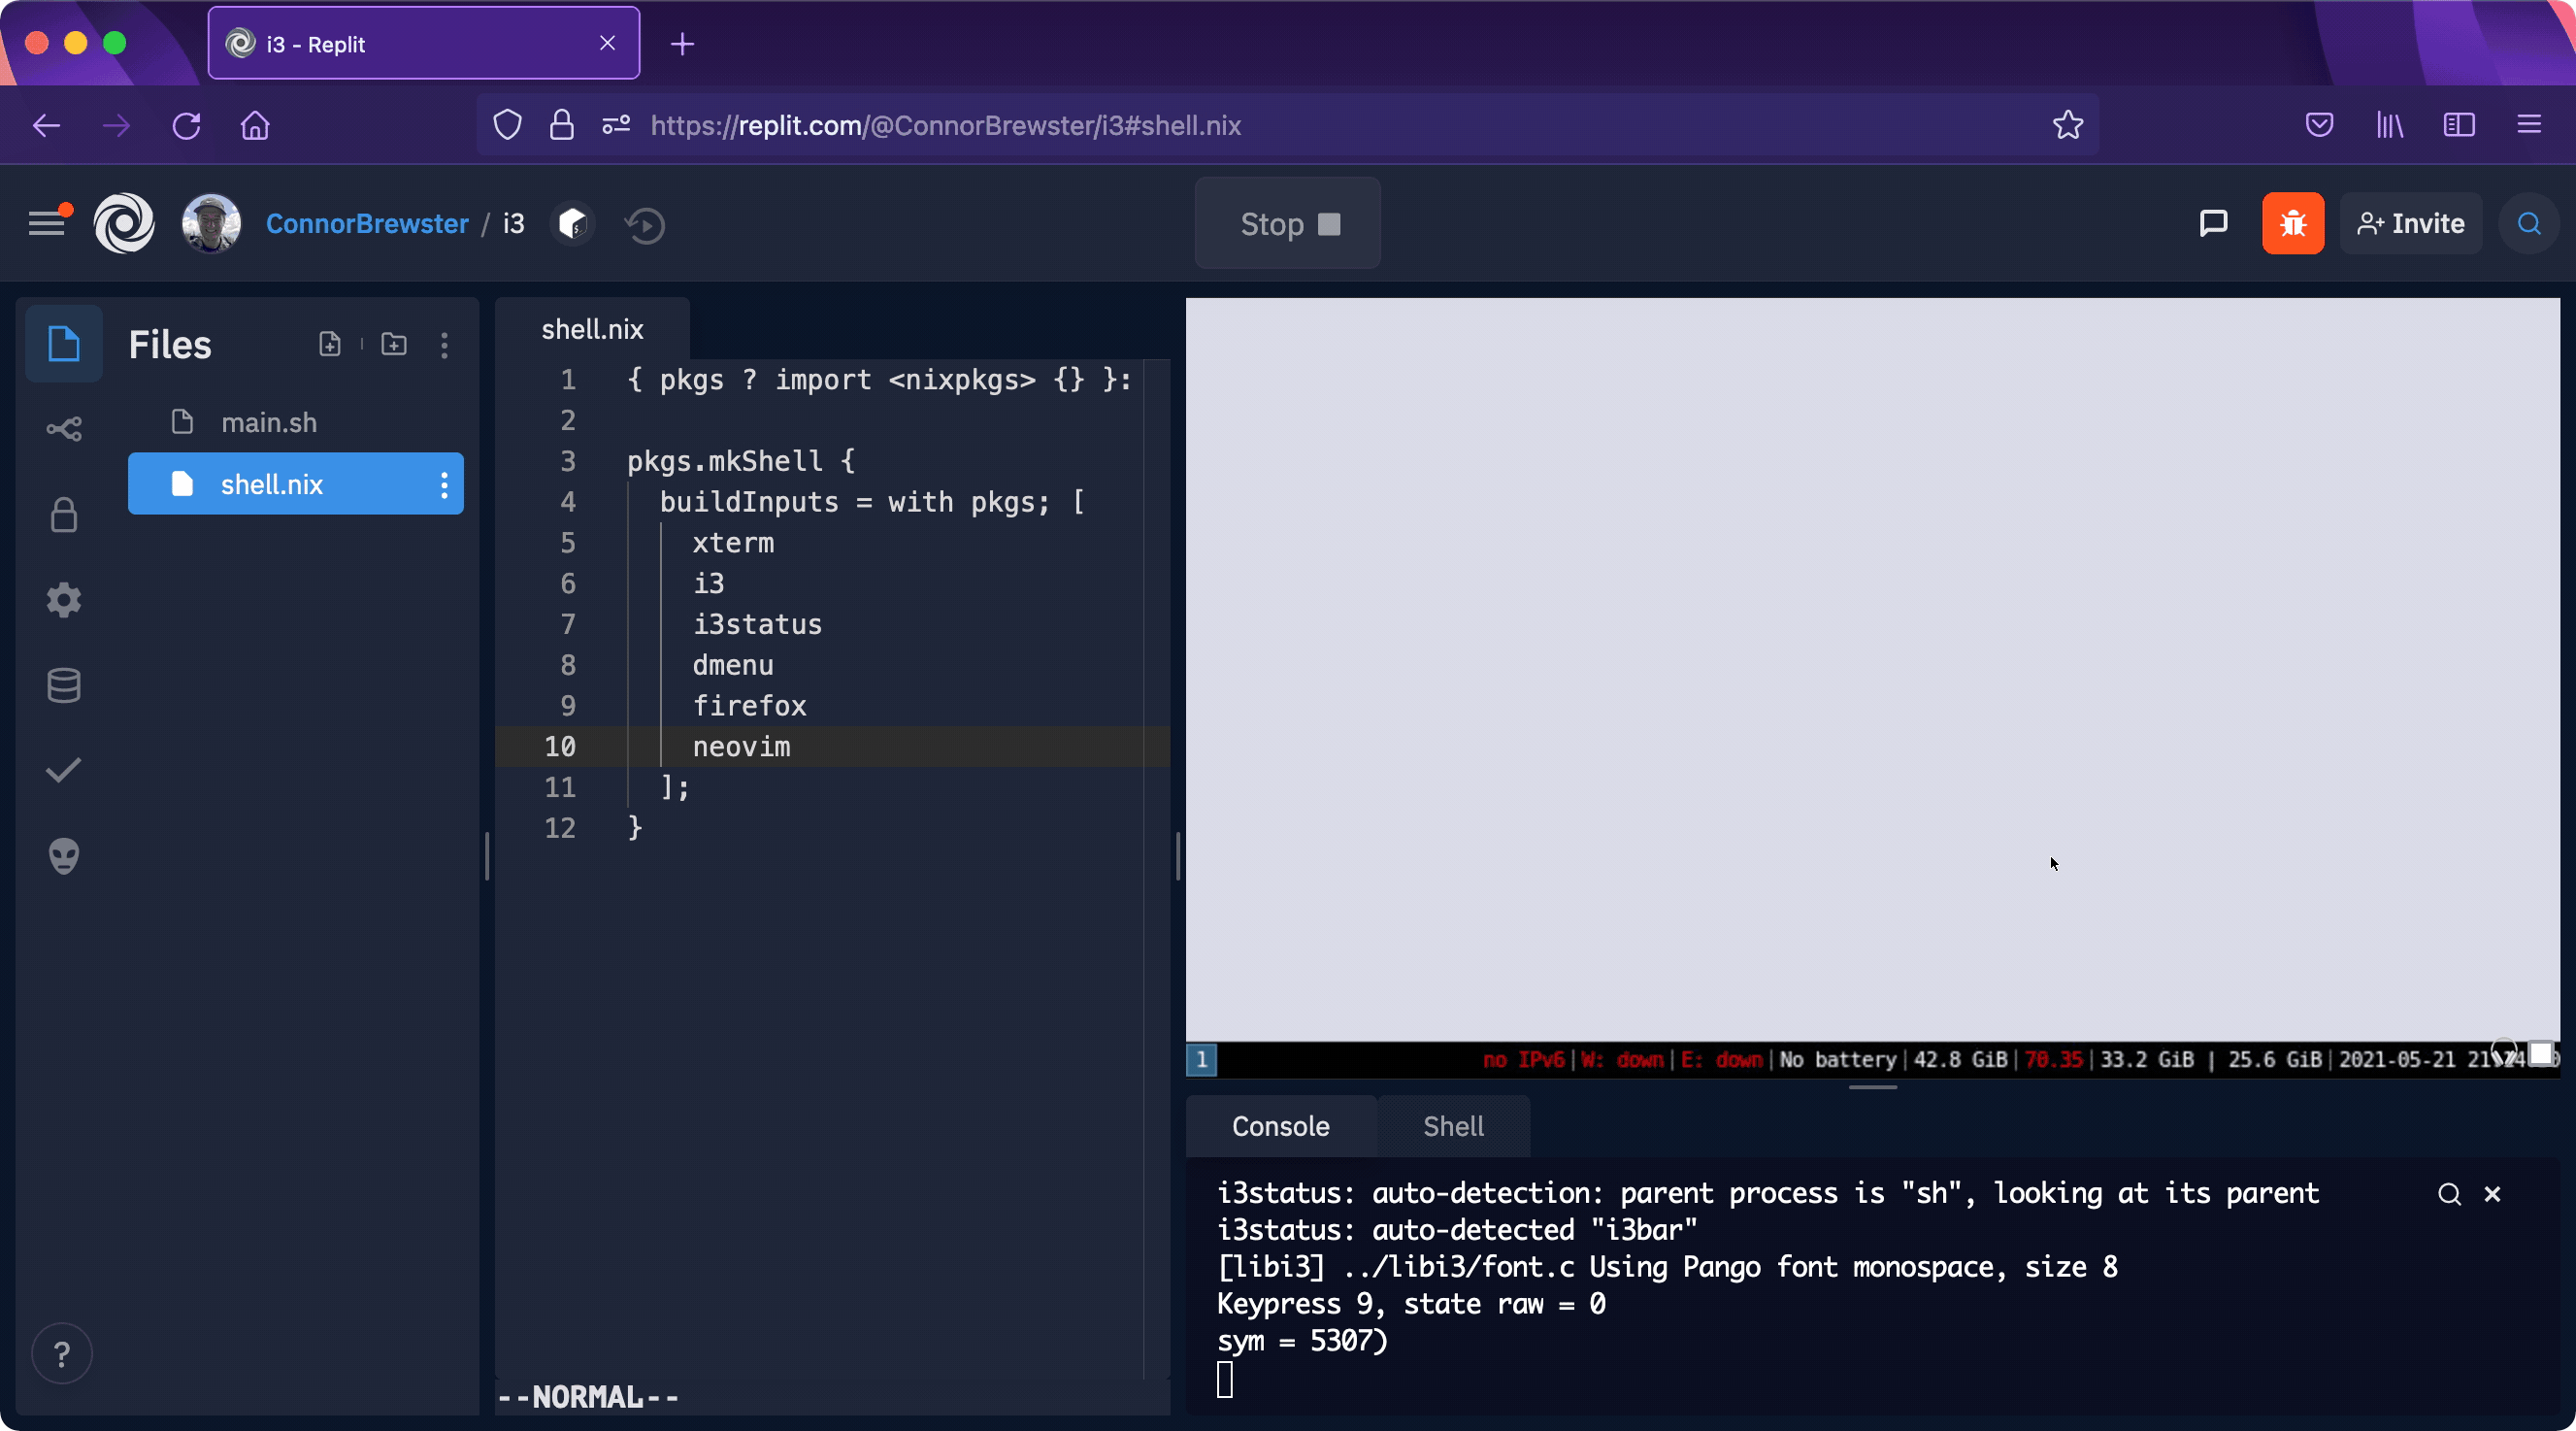 i3 - Replit
https://replit.com/@ConnorBrewster/i3#shell.nix
ConnorBrewster / i3
Stop
Invite
Files
main.sh
shell.nix
shell.nix
1 { pkgs ? import <nixpkgs> {} }:
2
3 pkgs.mkShell {
4 buildInputs = with pkgs; [
5 xterm
6 i3
7 i3status
8 dmenu
9 firefox
10 neovim
11 ];
12 }
--NORMAL--
1 no IPv6|W: down|E: down|No battery|42.8 GiB|70.35|33.2 GiB | 25.6 GiB|2021-05-21
Console Shell
i3status: auto-detection: parent process is "sh", looking at its parent
i3status: auto-detected "i3bar"
[libi3] ../libi3/font.c Using Pango font monospace, size 8
Keypress 9, state raw = 0
sym = 5307)
?